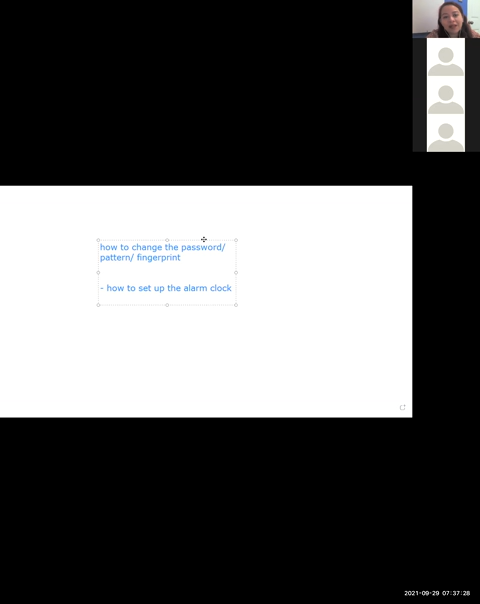 how to change the password/
pattern/ fingerprint
- how to set up the alarm clock
2021-09-29 07:37:28